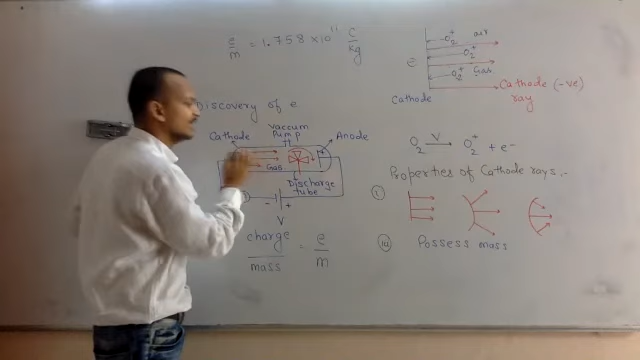 e/m = 1.758 × 10¹¹ C/kg
Discovery of e
Cathode
Vaccum Pump
Anode
Gas
Discharge tube
- +
V
charge/mass = e/m
O₂⁺ air
O₂⁺
e
O₂⁺ Gas
Cathode
Cathode (-ve) ray
O₂ —V→ O₂⁺ + e-
Properties of Cathode rays:-
(i)
(ii) Possess mass